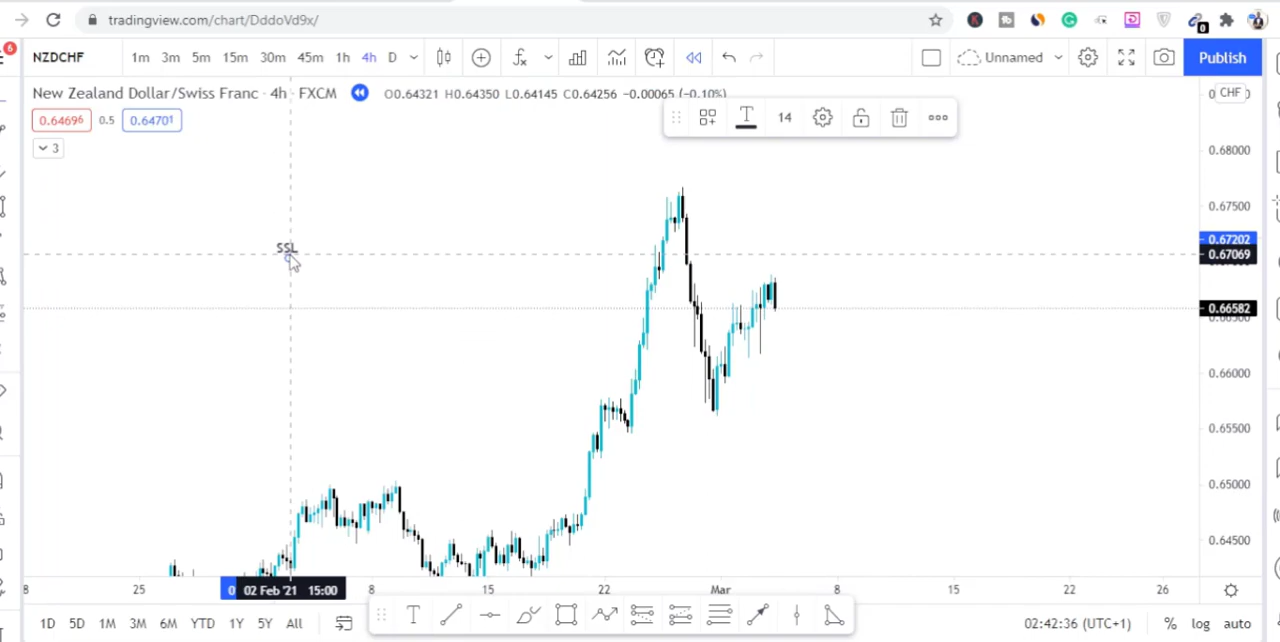 tradingview.com/chart/DddoVd9x/
0
6
NZDCHF 1m 3m 5m 15m 30m 45m 1h 4h D Unnamed Publish
New Zealand Dollar/Swiss Franc · 4h · FXCM O0.64321 H0.64350 L0.64145 C0.64256 −0.00065 (−0.10%)
CHF
0.64696 0.5 0.64701
14
3
0.68000
0.67500
0.67202
SSL
0.67069
0.66582
0.66000
0.65500
0.65000
0.64500
8 25 0 02 Feb '21 15:00 8 15 22 Mar 8 15 22 26
1D 5D 1M 3M 6M YTD 1Y 5Y All
T
02:42:36 (UTC+1) % log auto